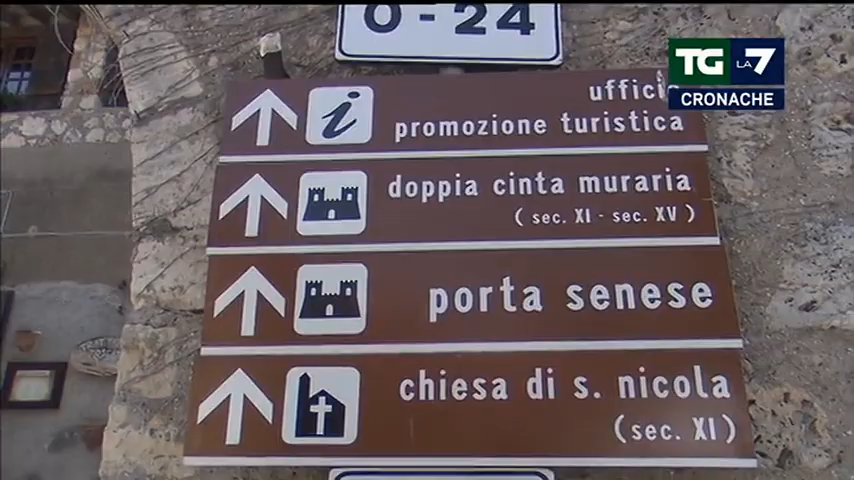 0-24
TG LA7
CRONACHE
i
ufficio
promozione turistica
doppia cinta muraria
(sec. XI - sec. XV)
porta senese
chiesa di s. nicola
(sec. XI)